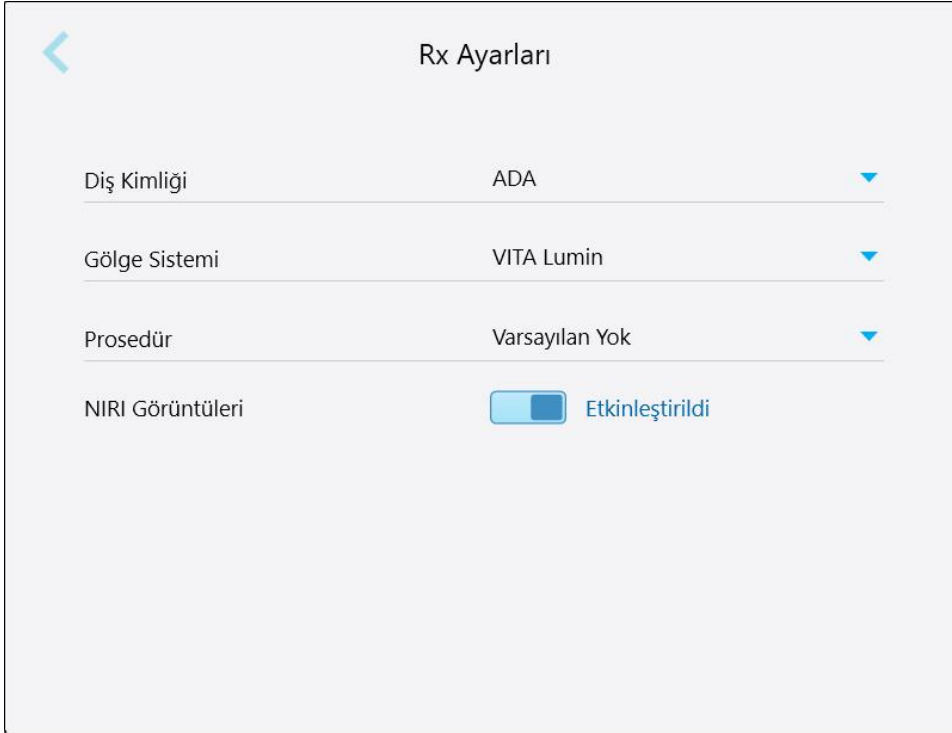 Rx Ayarları
Diş Kimliği ADA
Gölge Sistemi VITA Lumin
Prosedür Varsayılan Yok
NIRI Görüntüleri Etkinleştirildi